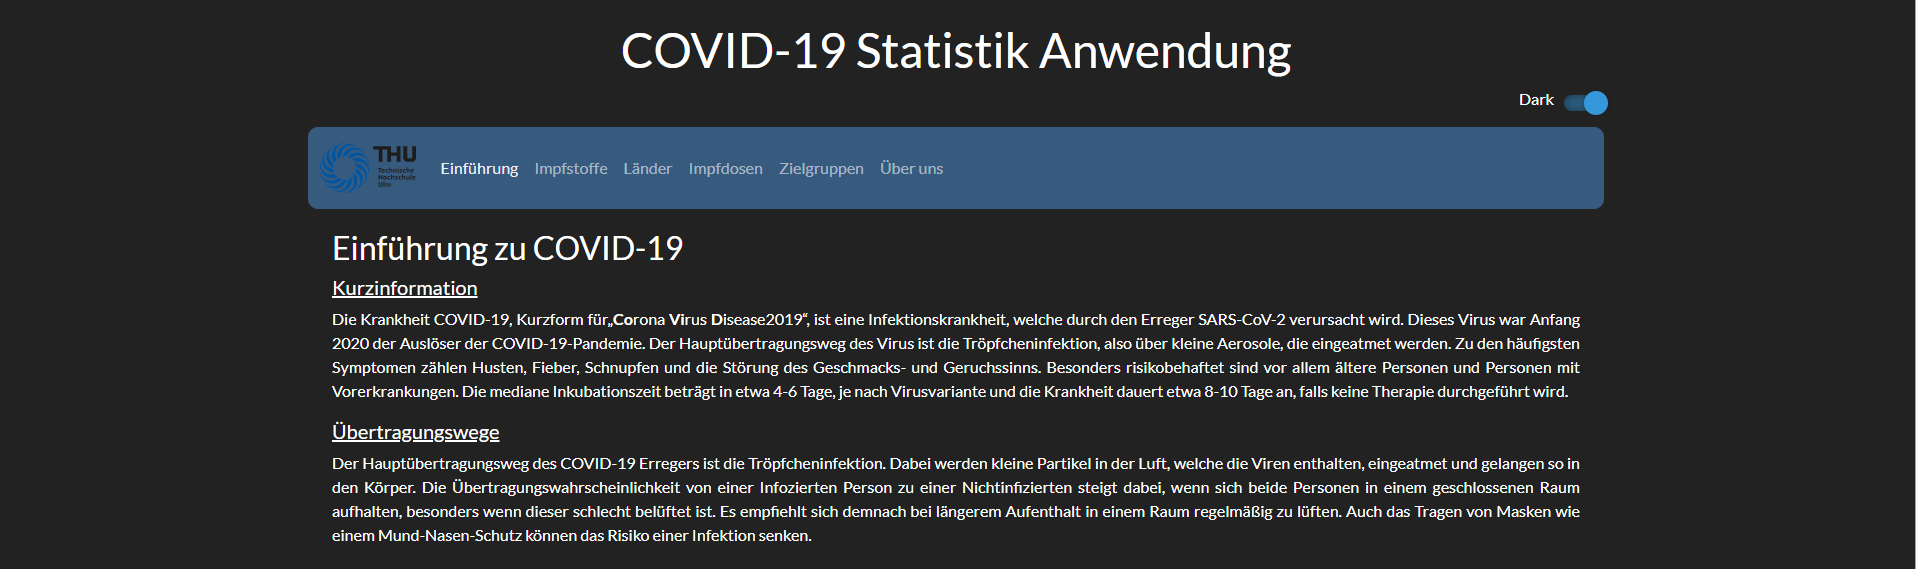 COVID-19 Statistik Anwendung
Dark
THU
Technische
Hochschule
Ulm
Einführung Impfstoffe Länder Impfdosen Zielgruppen Über uns
Einführung zu COVID-19
Kurzinformation
Die Krankheit COVID-19, Kurzform für„Corona Virus Disease2019“, ist eine Infektionskrankheit, welche durch den Erreger SARS-CoV-2 verursacht wird. Dieses Virus war Anfang
2020 der Auslöser der COVID-19-Pandemie. Der Hauptübertragungsweg des Virus ist die Tröpfcheninfektion, also über kleine Aerosole, die eingeatmet werden. Zu den häufigsten
Symptomen zählen Husten, Fieber, Schnupfen und die Störung des Geschmacks- und Geruchssinns. Besonders risikobehaftet sind vor allem ältere Personen und Personen mit
Vorerkrankungen. Die mediane Inkubationszeit beträgt in etwa 4-6 Tage, je nach Virusvariante und die Krankheit dauert etwa 8-10 Tage an, falls keine Therapie durchgeführt wird.
Übertragungswege
Der Hauptübertragungsweg des COVID-19 Erregers ist die Tröpfcheninfektion. Dabei werden kleine Partikel in der Luft, welche die Viren enthalten, eingeatmet und gelangen so in
den Körper. Die Übertragungswahrscheinlichkeit von einer Infozierten Person zu einer Nichtinfizierten steigt dabei, wenn sich beide Personen in einem geschlossenen Raum
aufhalten, besonders wenn dieser schlecht belüftet ist. Es empfiehlt sich demnach bei längerem Aufenthalt in einem Raum regelmäßig zu lüften. Auch das Tragen von Masken wie
einem Mund-Nasen-Schutz können das Risiko einer Infektion senken.